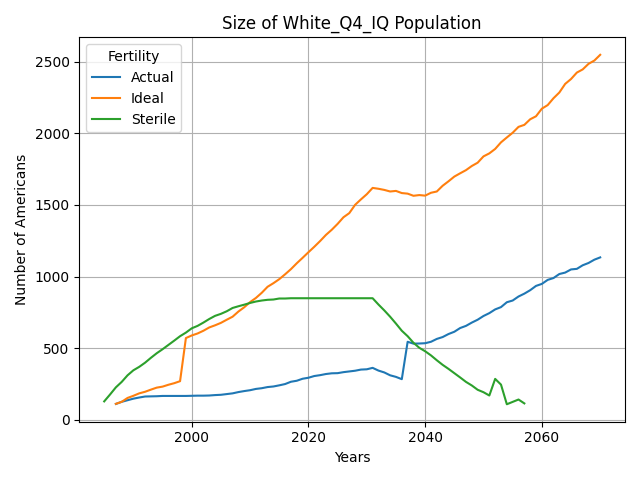 Size of White_Q4_IQ Population
Fertility
Actual
Ideal
Sterile
Number of Americans
2500
2000
1500
1000
500
0
2000
2020
2040
2060
Years